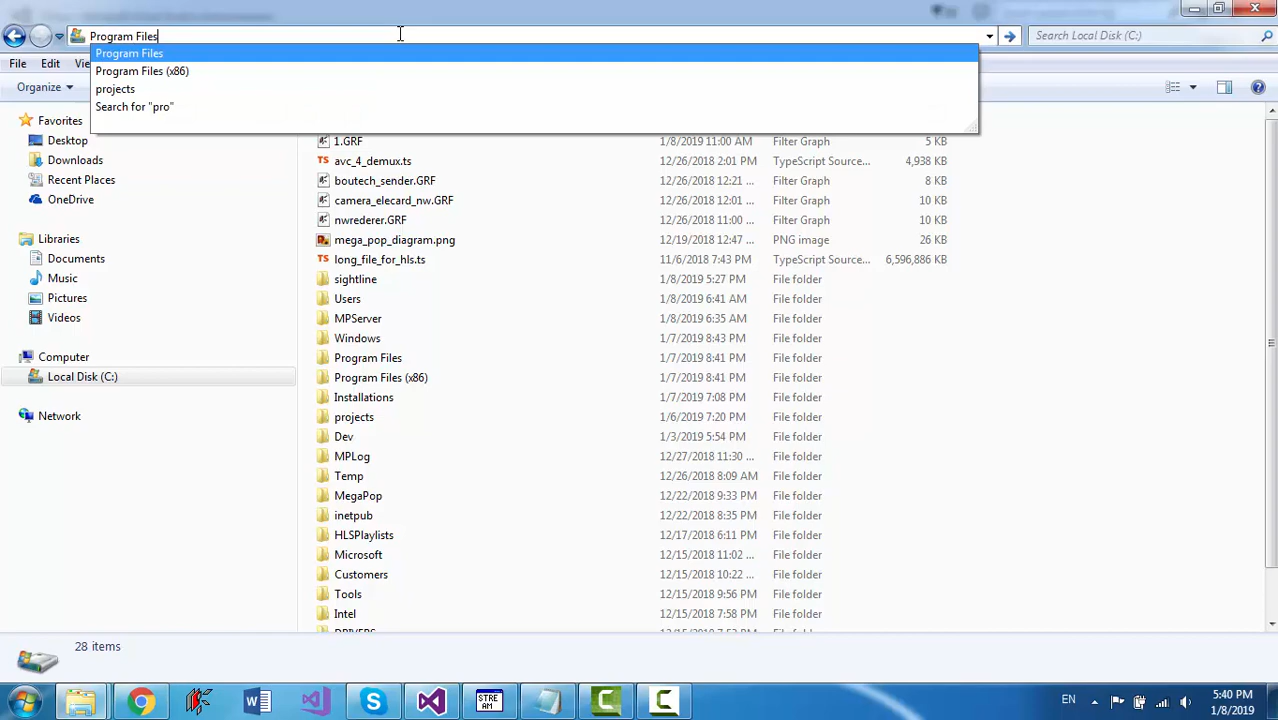 Program Files
Search Local Disk (C:)
Program Files
Program Files (x86)
projects
Search for "pro"
File Edit
Organize
Favorites
Desktop
Downloads
Recent Places
OneDrive
Libraries
Documents
Music
Pictures
Videos
Computer
Local Disk (C:)
Network
1.GRF 1/8/2019 11:00 AM Filter Graph 5 KB
TS avc_4_demux.ts 12/26/2018 2:01 PM TypeScript Source... 4,938 KB
boutech_sender.GRF 12/26/2018 12:21 ... Filter Graph 8 KB
camera_elecard_nw.GRF 12/26/2018 12:01 ... Filter Graph 10 KB
nwrederer.GRF 12/26/2018 11:00 ... Filter Graph 10 KB
mega_pop_diagram.png 12/19/2018 12:47 ... PNG image 26 KB
TS long_file_for_hls.ts 11/6/2018 7:43 PM TypeScript Source... 6,596,886 KB
sightline 1/8/2019 5:27 PM File folder
Users 1/8/2019 6:41 AM File folder
MPServer 1/8/2019 6:35 AM File folder
Windows 1/7/2019 8:43 PM File folder
Program Files 1/7/2019 8:41 PM File folder
Program Files (x86) 1/7/2019 8:41 PM File folder
Installations 1/7/2019 7:08 PM File folder
projects 1/6/2019 7:20 PM File folder
Dev 1/3/2019 5:54 PM File folder
MPLog 12/27/2018 11:30 ... File folder
Temp 12/26/2018 8:09 AM File folder
MegaPop 12/22/2018 9:33 PM File folder
inetpub 12/22/2018 8:35 PM File folder
HLSPlaylists 12/17/2018 6:11 PM File folder
Microsoft 12/15/2018 11:02 ... File folder
Customers 12/15/2018 10:22 ... File folder
Tools 12/15/2018 9:56 PM File folder
Intel 12/15/2018 7:58 PM File folder
28 items
STRE
AM
EN
5:40 PM
1/8/2019